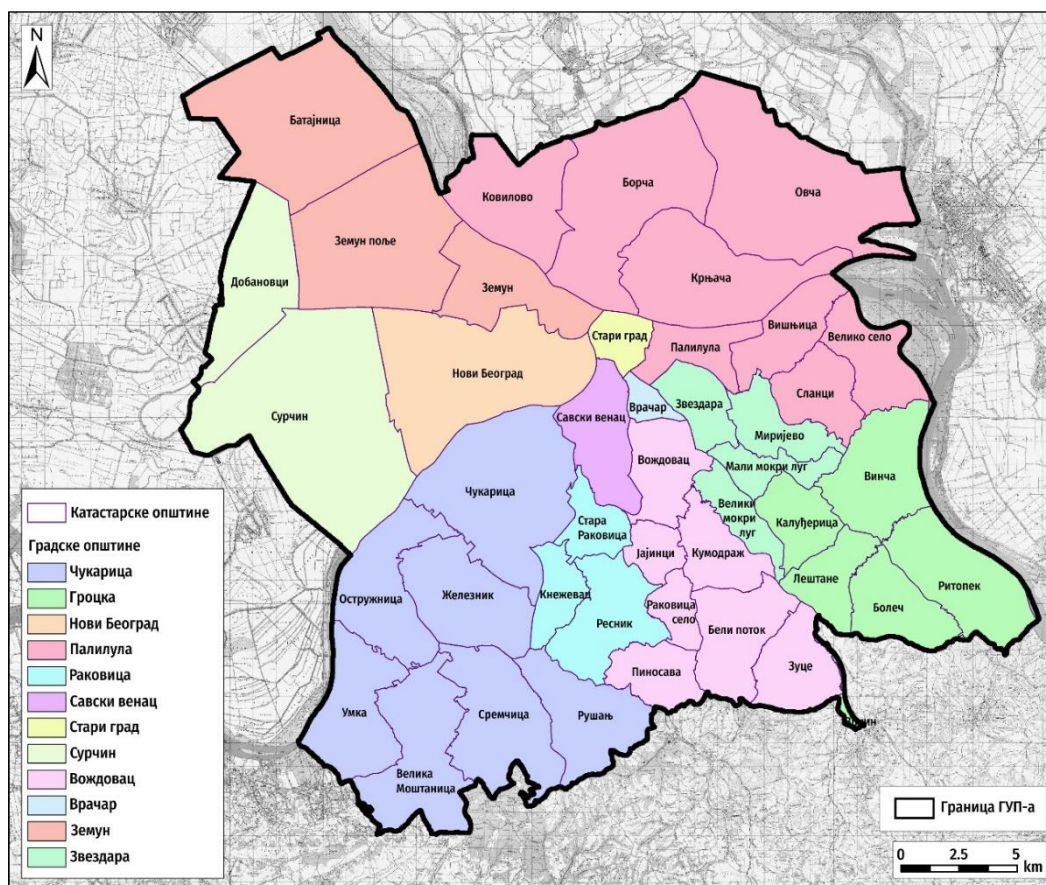 N
Батајница
Ковилово
Борча
Овча
Земун поље
Добановци
Земун
Крњача
Вишњица
Велико село
Стари град
Палилула
Сланци
Нови Београд
Сурчин
Савски венац
Врачар
Звездара
Миријево
Вождовац
Мали мокри луг
Винча
Чукарица
Велики
мокри
луг
Калуђерица
Стара
Раковица
Јајинци
Кумодраж
Лештане
Ритопек
Болеч
Остружница
Железник
Кнежевац
Ресник
Раковица
село
Бели поток
Зуце
Пиносава
Умка
Сремчица
Рушањ
Велика
Моштаница
Катастарске општине
Градске општине
Чукарица
Гроцка
Нови Београд
Палилула
Раковица
Савски венац
Стари град
Сурчин
Вождовац
Врачар
Земун
Звездара
Граница ГУП-а
0 2.5 5
km